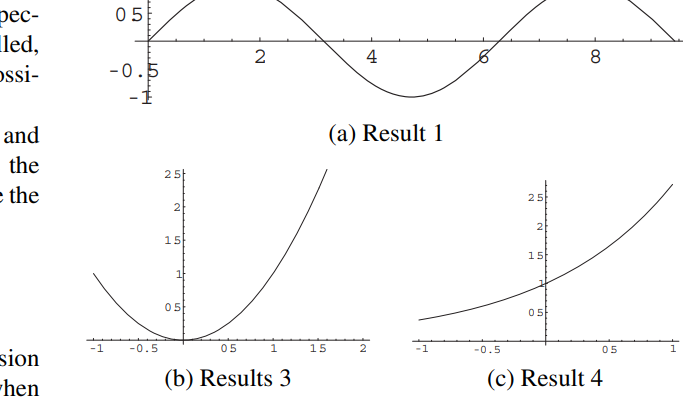 pec-
lled,
ossi-
and
the
e the
sion
when
0 5
-0.5
-1
2
4
6
8
(a) Result 1
2 5
2
1 5
1
0 5
-1
-0.5
0 5
1
1.5
2
(b) Results 3
2 5
2
1.5
1
0 5
-1
-0.5
0 5
1
(c) Result 4